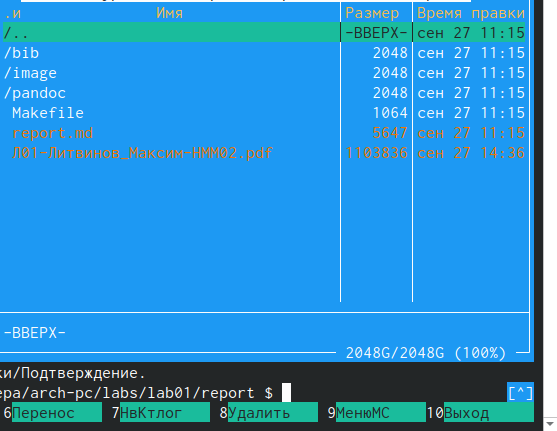 .и Имя Размер Время правки
/.. -ВВЕРХ- сен 27 11:15
/bib 2048 сен 27 11:15
/image 2048 сен 27 11:15
/pandoc 2048 сен 27 11:15
Makefile 1064 сен 27 11:15
report.md 5647 сен 27 11:15
Л01-Литвинов_Максим-НММ02.pdf 1103836 сен 27 14:36
-ВВЕРХ-
2048G/2048G (100%)
ки/Подтверждение.
ера/arch-pc/labs/lab01/report $ [^]
6Перенос 7НвКтлог 8Удалить 9МенюMC 10Выход